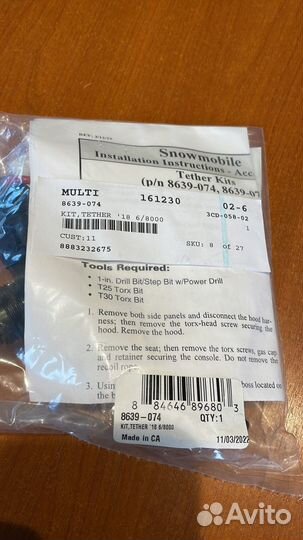 Snowmobile
Installation Instructions - Acc
Tether Kits
(p/n 8639-074, 8639-07
MULTI 161230 02-6
8639-074 3CD-058-02
KIT,TETHER '18 6/8000 1
CUST:11 SKU: 8 of 27
8883232675
Tools Required:
• 1-in. Drill Bit/Step Bit w/Power Drill
• T25 Torx Bit
• T30 Torx Bit
1. Remove both side panels and disconnect the hood har-
ness; then remove the torx-head screw securing the
hood. Remove the hood.
2. Remove the seat; then remove the torx screws, gas cap
and retainer securing the console. Do not remove the
recoil rope
3. Using boss located on
the b
8 84646 89680 3
8639-074 QTY:1
KIT,TETHER '18 6/8000
Made in CA 11/03/2022
Avito